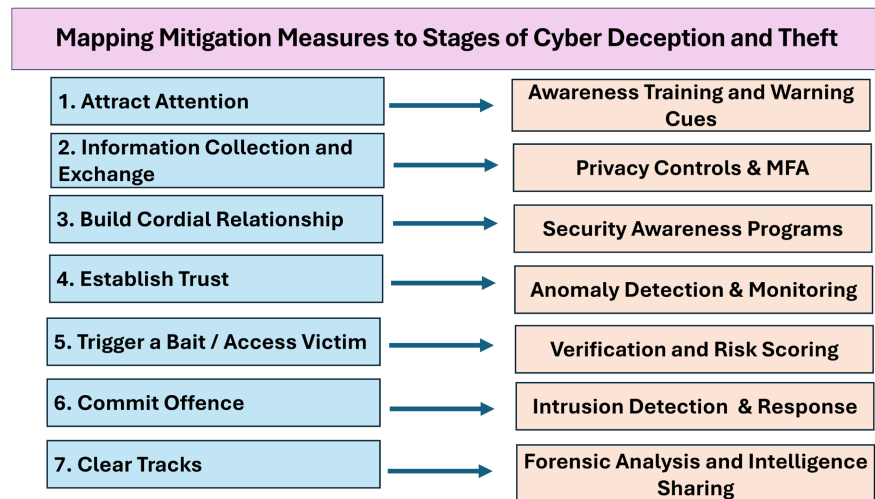 Mapping Mitigation Measures to Stages of Cyber Deception and Theft
1. Attract Attention
Awareness Training and Warning
Cues
2. Information Collection and
Exchange
Privacy Controls & MFA
3. Build Cordial Relationship
Security Awareness Programs
4. Establish Trust
Anomaly Detection & Monitoring
5. Trigger a Bait / Access Victim
Verification and Risk Scoring
6. Commit Offence
Intrusion Detection & Response
7. Clear Tracks
Forensic Analysis and Intelligence
Sharing